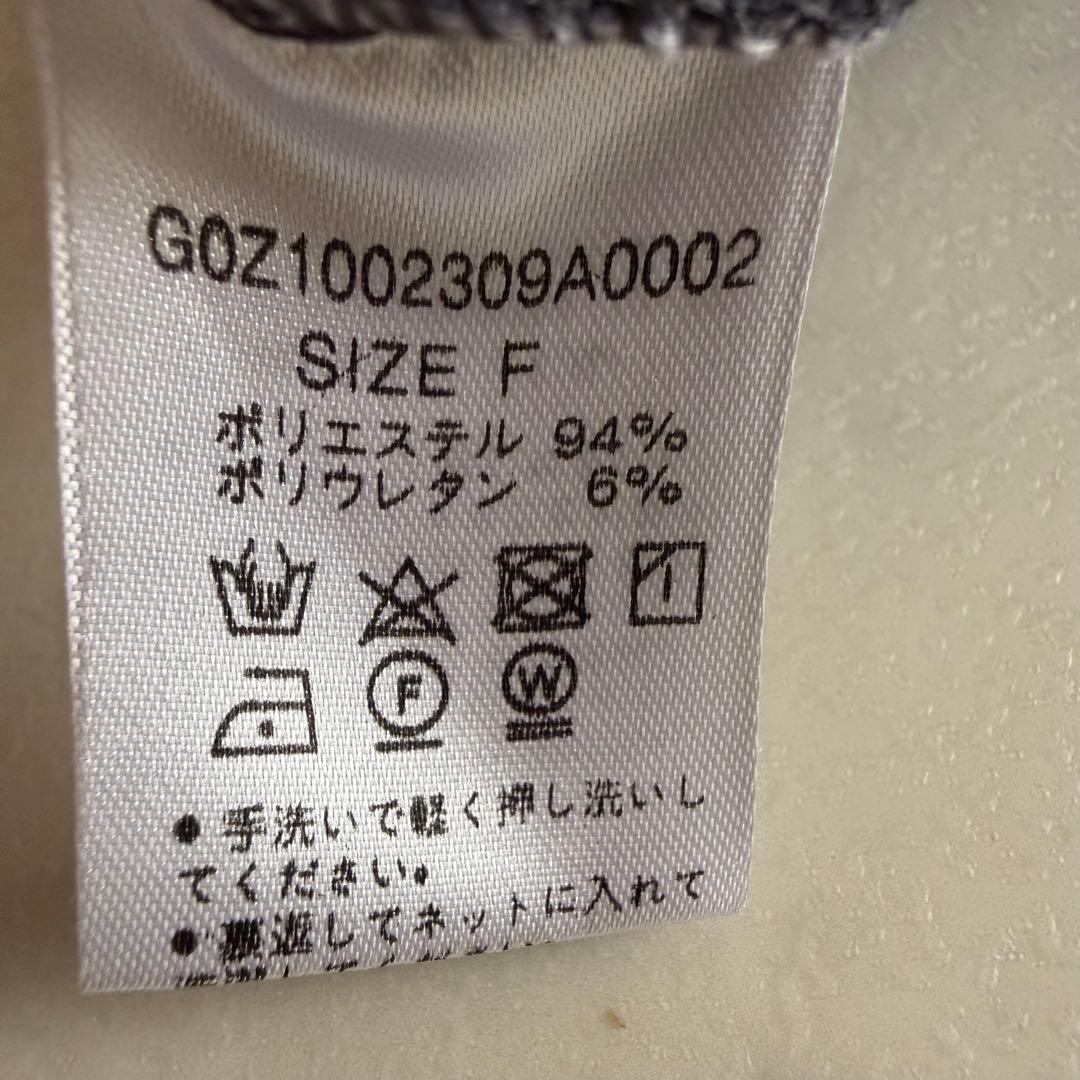 G0Z1002309A0002
SIZE F
ポリエステル 94%
ポリウレタン 6%
F
W
● 手洗いで軽く押し洗いし
てください。
● 裏返してネットに入れて